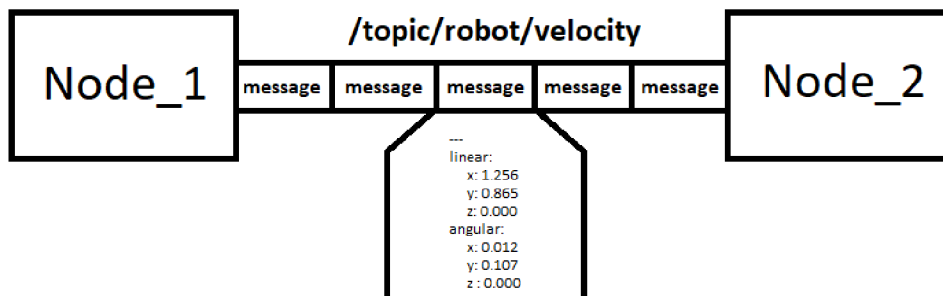 /topic/robot/velocity
Node_1
message message message message message
Node_2
---
linear:
x: 1.256
y: 0.865
z: 0.000
angular:
x: 0.012
y: 0.107
z : 0.000